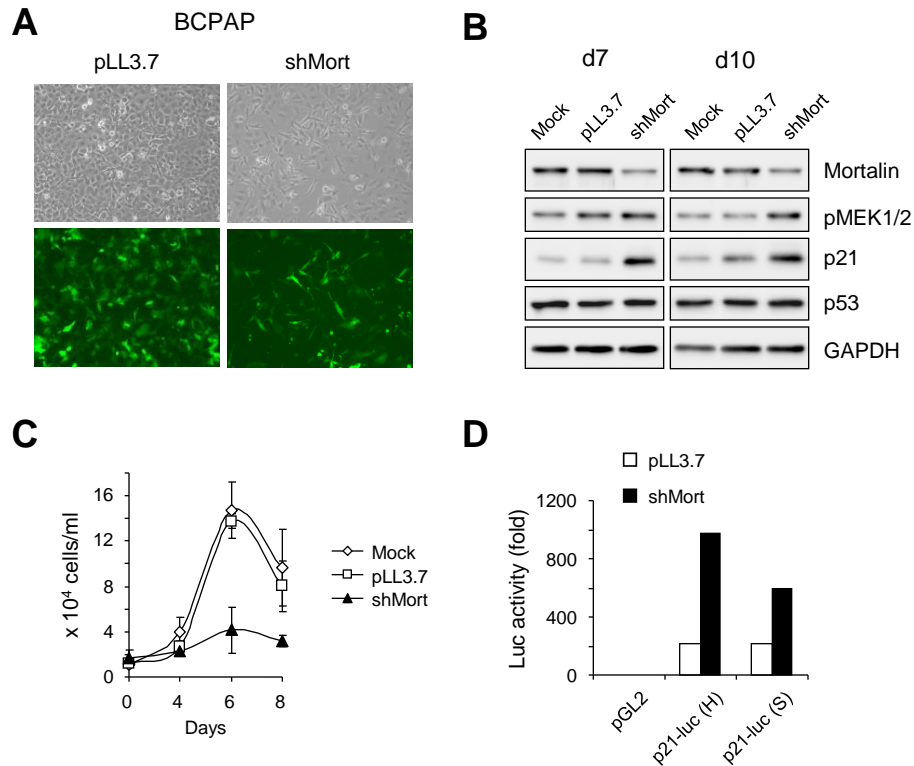 A
BCPAP
pLL3.7
shMort
B
d7
d10
Mock
pLL3.7
shMort
Mock
pLL3.7
shMort
Mortalin
pMEK1/2
p21
p53
GAPDH
C
x 10⁴ cells/ml
16
12
8
4
0
0
4
6
8
Days
Mock
pLL3.7
shMort
D
pLL3.7
shMort
Luc activity (fold)
1200
800
400
0
pGL2
p21-luc (H)
p21-luc (S)